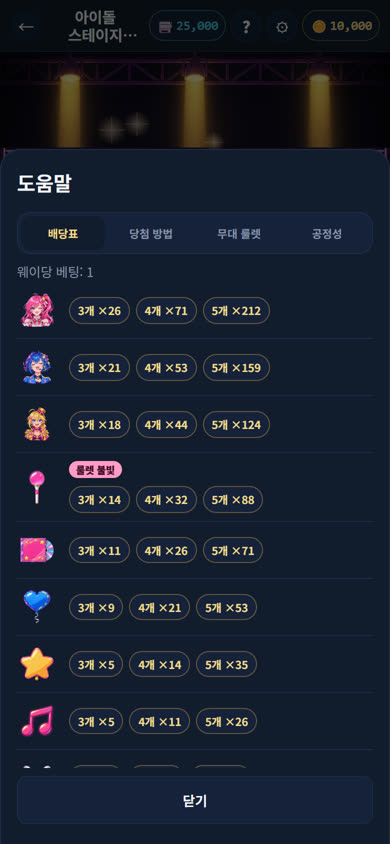 ←
아이돌
스테이지…
25,000
?
10,000
도움말
배당표
당첨 방법
무대 룰렛
공정성
웨이당 베팅: 1
3개 ×26
4개 ×71
5개 ×212
3개 ×21
4개 ×53
5개 ×159
3개 ×18
4개 ×44
5개 ×124
룰렛 불빛
3개 ×14
4개 ×32
5개 ×88
3개 ×11
4개 ×26
5개 ×71
3개 ×9
4개 ×21
5개 ×53
3개 ×5
4개 ×14
5개 ×35
3개 ×5
4개 ×11
5개 ×26
닫기